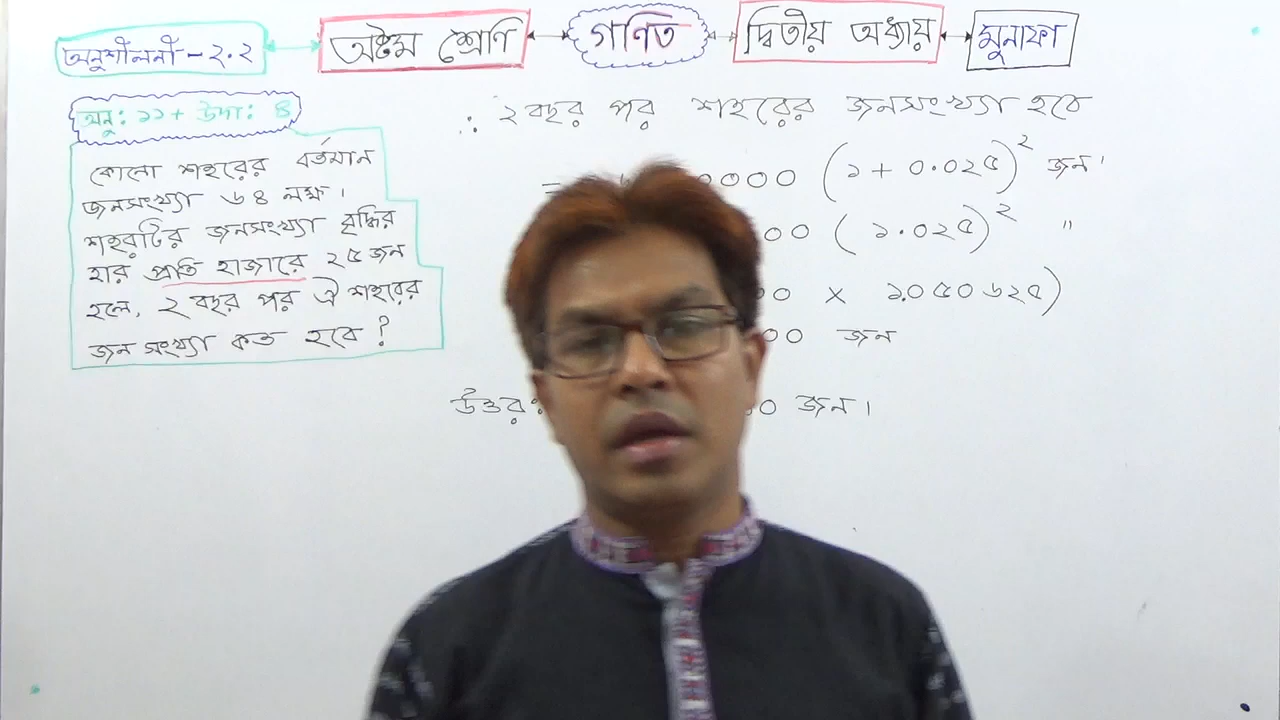 অনুশীলনী - ২.২ অষ্টম শ্রেণি গণিত দ্বিতীয় অধ্যায় মুনাফা
অনু: ১১ + উদা: ৪
কোনো শহরের বর্তমান
জনসংখ্যা ৬৪ লক্ষ।
শহরটির জনসংখ্যা বৃদ্ধির
হার প্রতি হাজারে ২৫ জন
হলে, ২ বছর পর ঐ শহরের
জন সংখ্যা কত হবে?
∴ ২ বছর পর শহরের জনসংখ্যা হবে
= ০০০০ (১ + ০.০২৫)² জন।
০০ (১.০২৫)² "
০ × ১.০৫০৬২৫)
০০ জন
উত্তর: ০ জন।